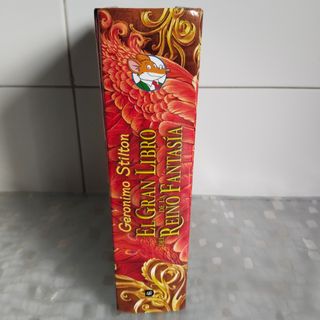 Geronimo Stilton
EL GRAN LIBRO
DEL REINO DE LA FANTASÍA